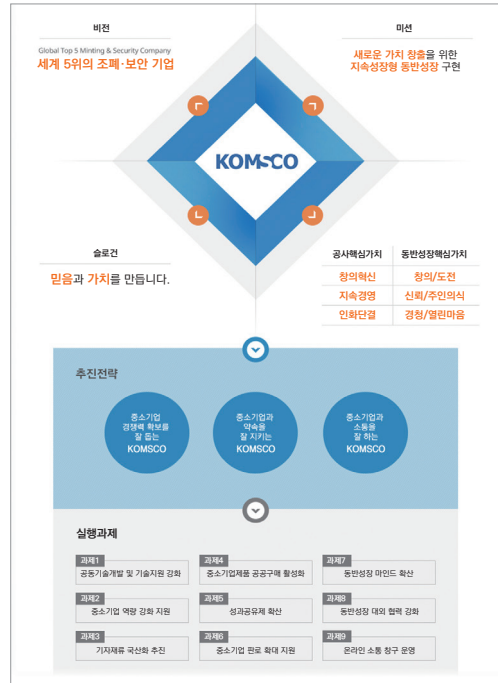 비전
Global Top 5 Minting & Security Company
세계 5위의 조폐·보안 기업
미션
새로운 가치 창출을 위한
지속성장형 동반성장 구현
KOMSCO
슬로건
믿음과 가치를 만듭니다.
공사핵심가치 동반성장핵심가치
창의혁신 창의/도전
지속경영 신뢰/주인의식
인화단결 경청/열린마음
추진전략
중소기업
경쟁력 확보를
잘 돕는
KOMSCO
중소기업과
약속을
잘 지키는
KOMSCO
중소기업과
소통을
잘 하는
KOMSCO
실행과제
과제1
공동기술개발 및 기술지원 강화
과제4
중소기업제품 공공구매 활성화
과제7
동반성장 마인드 확산
과제2
중소기업 역량 강화 지원
과제5
성과공유제 확산
과제8
동반성장 대외 협력 강화
과제3
기자재류 국산화 추진
과제6
중소기업 판로 확대 지원
과제9
온라인 소통 창구 운영